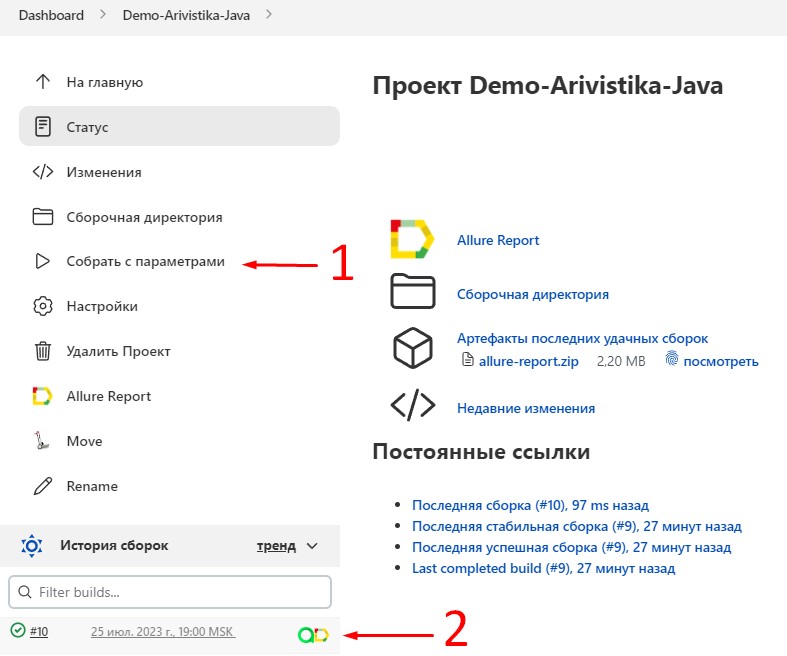 Dashboard > Demo-Arivistika-Java >
На главную
Статус
Изменения
Сборочная директория
Собрать с параметрами
1
Настройки
Удалить Проект
Allure Report
Move
Rename
История сборок тренд
Filter builds...
#10 25 июл. 2023 г., 19:00 MSK
2
Проект Demo-Arivistika-Java
Allure Report
Сборочная директория
Артефакты последних удачных сборок
allure-report.zip 2,20 MB посмотреть
Недавние изменения
Постоянные ссылки
Последняя сборка (#10), 97 ms назад
Последняя стабильная сборка (#9), 27 минут назад
Последняя успешная сборка (#9), 27 минут назад
Last completed build (#9), 27 минут назад